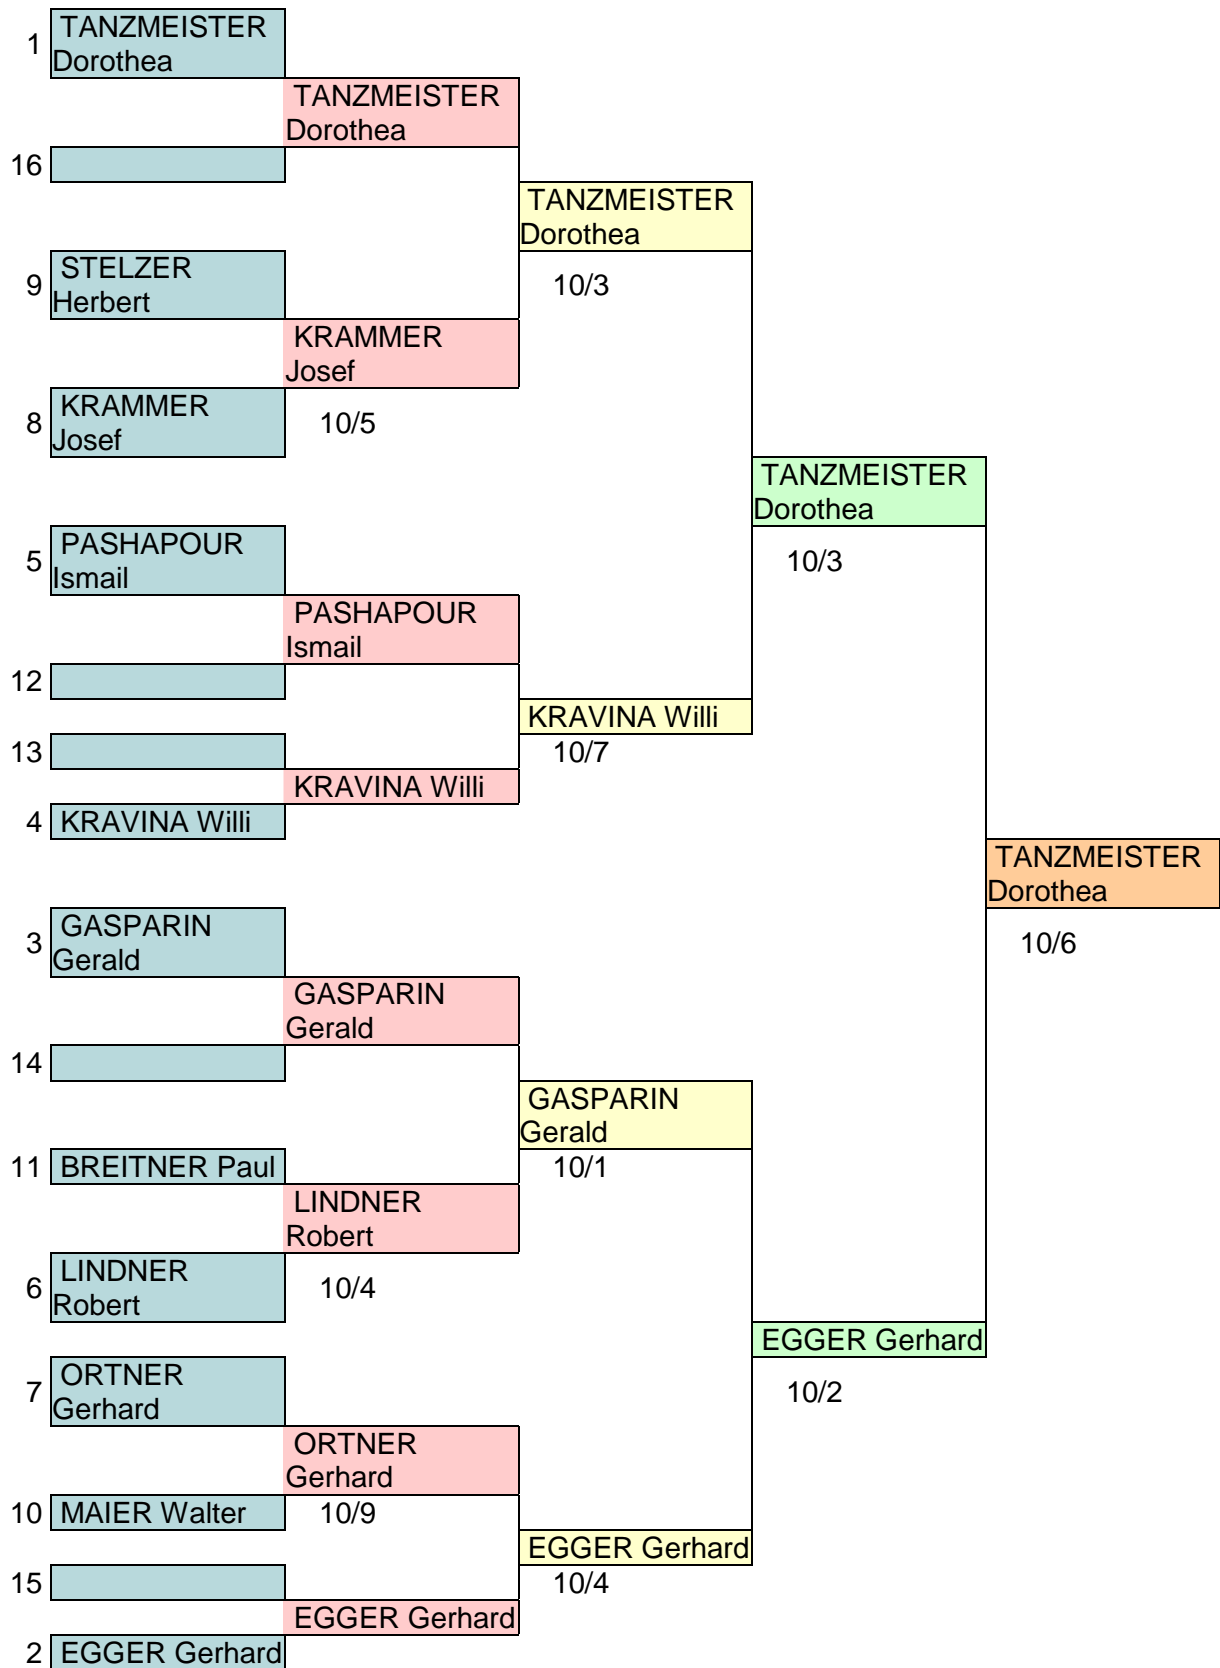 1 TANZMEISTER
Dorothea
TANZMEISTER
Dorothea
16
TANZMEISTER
Dorothea
9 STELZER
Herbert
10/3
KRAMMER
Josef
8 KRAMMER
Josef
10/5
TANZMEISTER
Dorothea
5 PASHAPOUR
Ismail
10/3
PASHAPOUR
Ismail
12
KRAVINA Willi
13
10/7
KRAVINA Willi
4 KRAVINA Willi
TANZMEISTER
Dorothea
3 GASPARIN
Gerald
10/6
GASPARIN
Gerald
14
GASPARIN
Gerald
11 BREITNER Paul
10/1
LINDNER
Robert
6 LINDNER
Robert
10/4
EGGER Gerhard
7 ORTNER
Gerhard
10/2
ORTNER
Gerhard
10 MAIER Walter
10/9
EGGER Gerhard
15
10/4
EGGER Gerhard
2 EGGER Gerhard